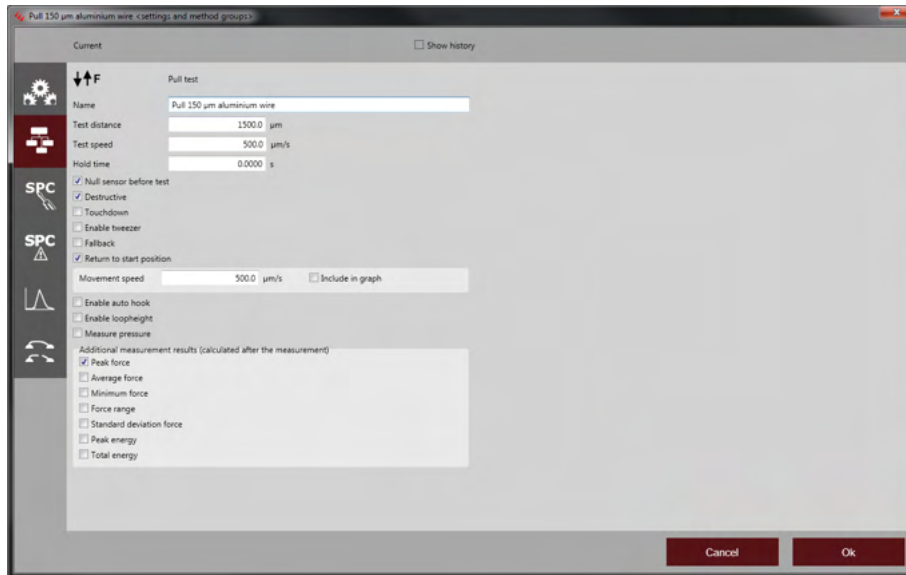 Pull 150 µm aluminium wire <settings and method groups>
Current
Show history
F Pull test
Name Pull 150 µm aluminium wire
Test distance 1500.0 µm
Test speed 500.0 µm/s
Hold time 0.0000 s
Null sensor before test
Destructive
Touchdown
Enable tweezer
Fallback
Return to start position
Movement speed 500.0 µm/s Include in graph
Enable auto hook
Enable loopheight
Measure pressure
Additional measurement results (calculated after the measurement)
Peak force
Average force
Minimum force
Force range
Standard deviation force
Peak energy
Total energy
SPC
SPC
Cancel Ok